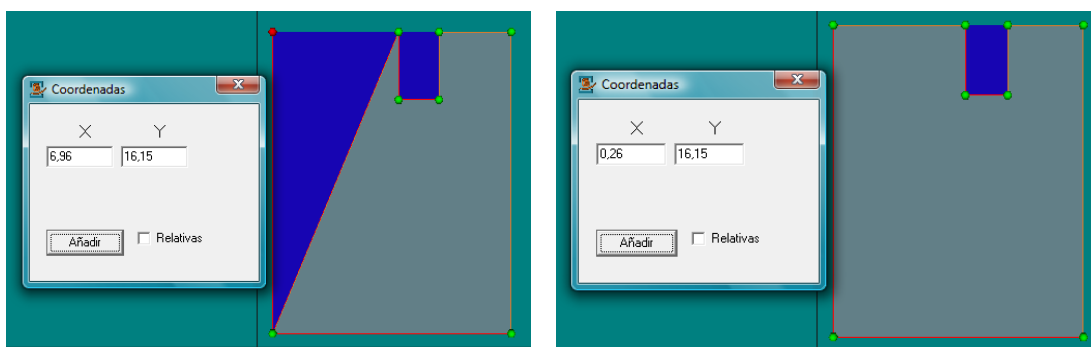 Coordenadas
X Y
6,96 16,15
Añadir Relativas
Coordenadas
X Y
0,26 16,15
Añadir Relativas